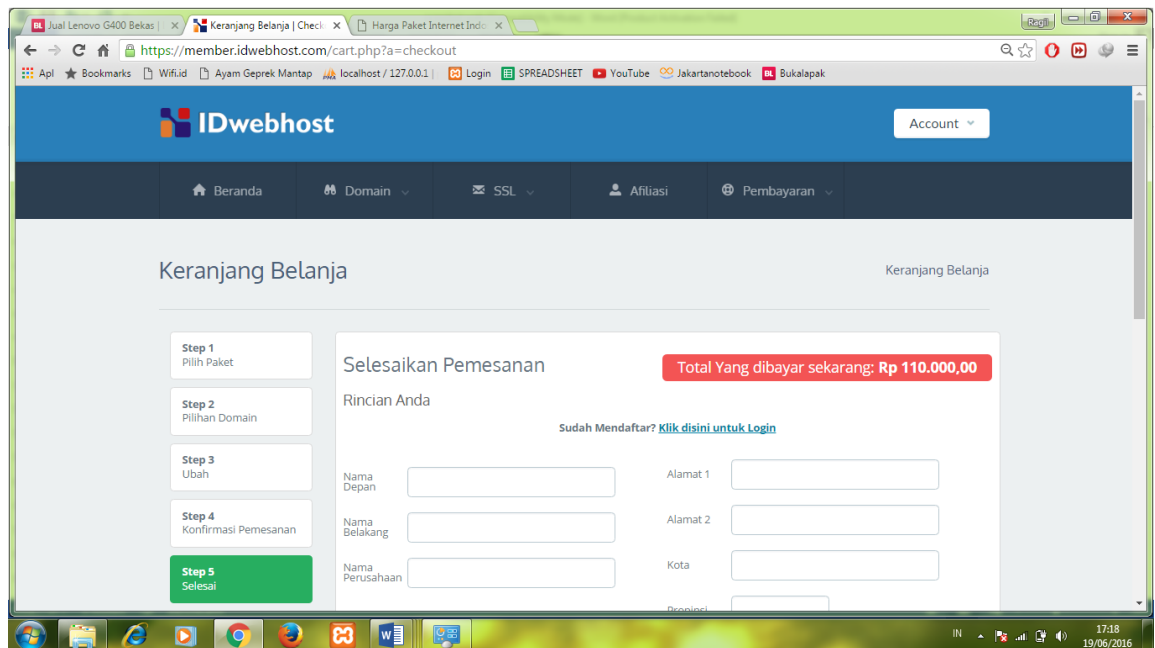 Jual Lenovo G400 Bekas |
Keranjang Belanja | Check
Harga Paket Internet Indo
Regii
https://member.idwebhost.com/cart.php?a=checkout
Apl Bookmarks Wifi.id Ayam Geprek Mantap localhost / 127.0.0.1 | Login SPREADSHEET YouTube Jakartanotebook BL Bukalapak
IDwebhost
Account
Beranda Domain SSL Afiliasi Pembayaran
Keranjang Belanja
Keranjang Belanja
Step 1
Pilih Paket
Step 2
Pilihan Domain
Step 3
Ubah
Step 4
Konfirmasi Pemesanan
Step 5
Selesai
Selesaikan Pemesanan
Total Yang dibayar sekarang: Rp 110.000,00
Rincian Anda
Sudah Mendaftar? Klik disini untuk Login
Nama
Depan
Nama
Belakang
Nama
Perusahaan
Alamat 1
Alamat 2
Kota
Propinsi
IN
17:18
19/06/2016